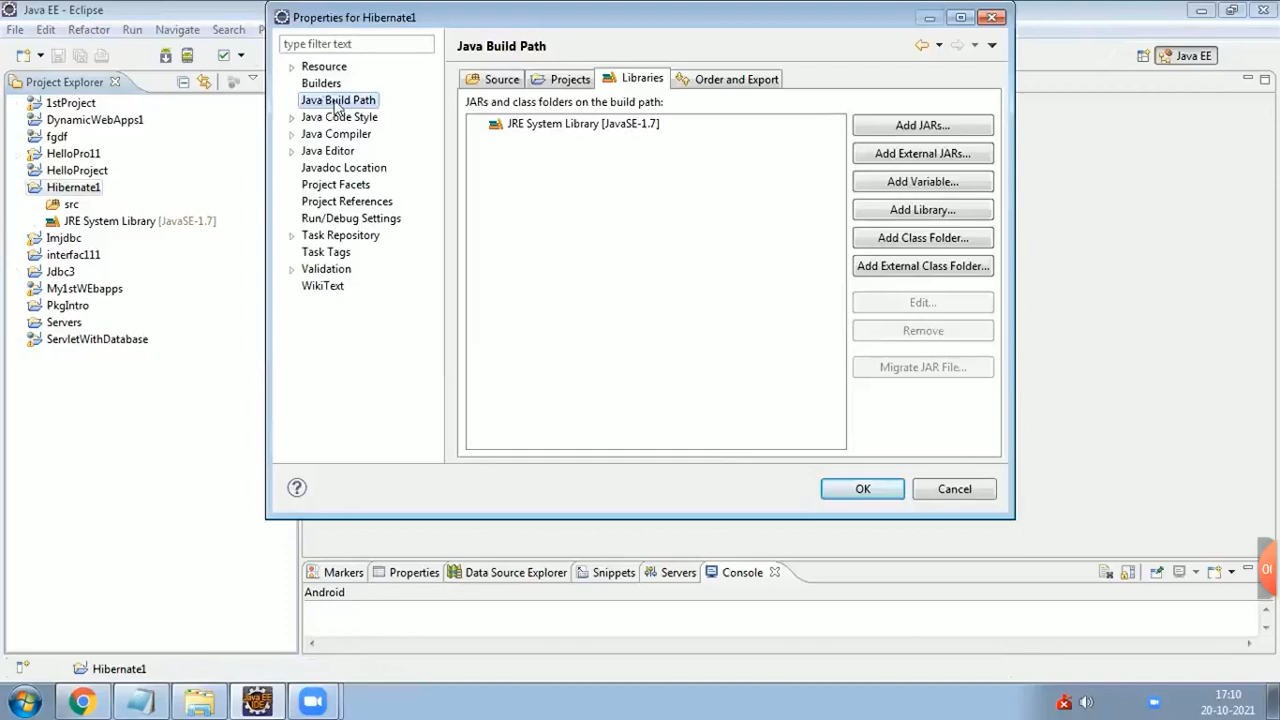 Java EE - Eclipse
File Edit Refactor Run Navigate Search
Java EE
Project Explorer
1stProject
DynamicWebApps1
fgdf
HelloPro11
HelloProject
Hibernate1
src
JRE System Library [JavaSE-1.7]
Imjdbc
interfac111
Jdbc3
My1stWEbapps
PkgIntro
Servers
ServletWithDatabase
Properties for Hibernate1
type filter text
Resource
Builders
Java Build Path
Java Code Style
Java Compiler
Java Editor
Javadoc Location
Project Facets
Project References
Run/Debug Settings
Task Repository
Task Tags
Validation
WikiText
Java Build Path
Source Projects Libraries Order and Export
JARs and class folders on the build path:
JRE System Library [JavaSE-1.7]
Add JARs...
Add External JARs...
Add Variable...
Add Library...
Add Class Folder...
Add External Class Folder...
Edit...
Remove
Migrate JAR File...
OK Cancel
Markers Properties Data Source Explorer Snippets Servers Console
Android
Hibernate1
17:10
20-10-2021